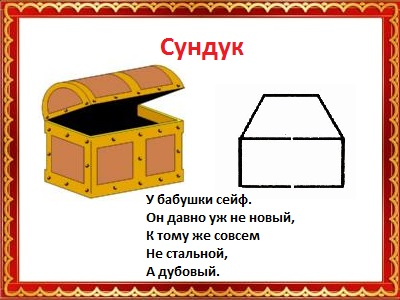 Сундук
У бабушки сейф.
Он давно уж не новый,
К тому же совсем
Не стальной,
А дубовый.